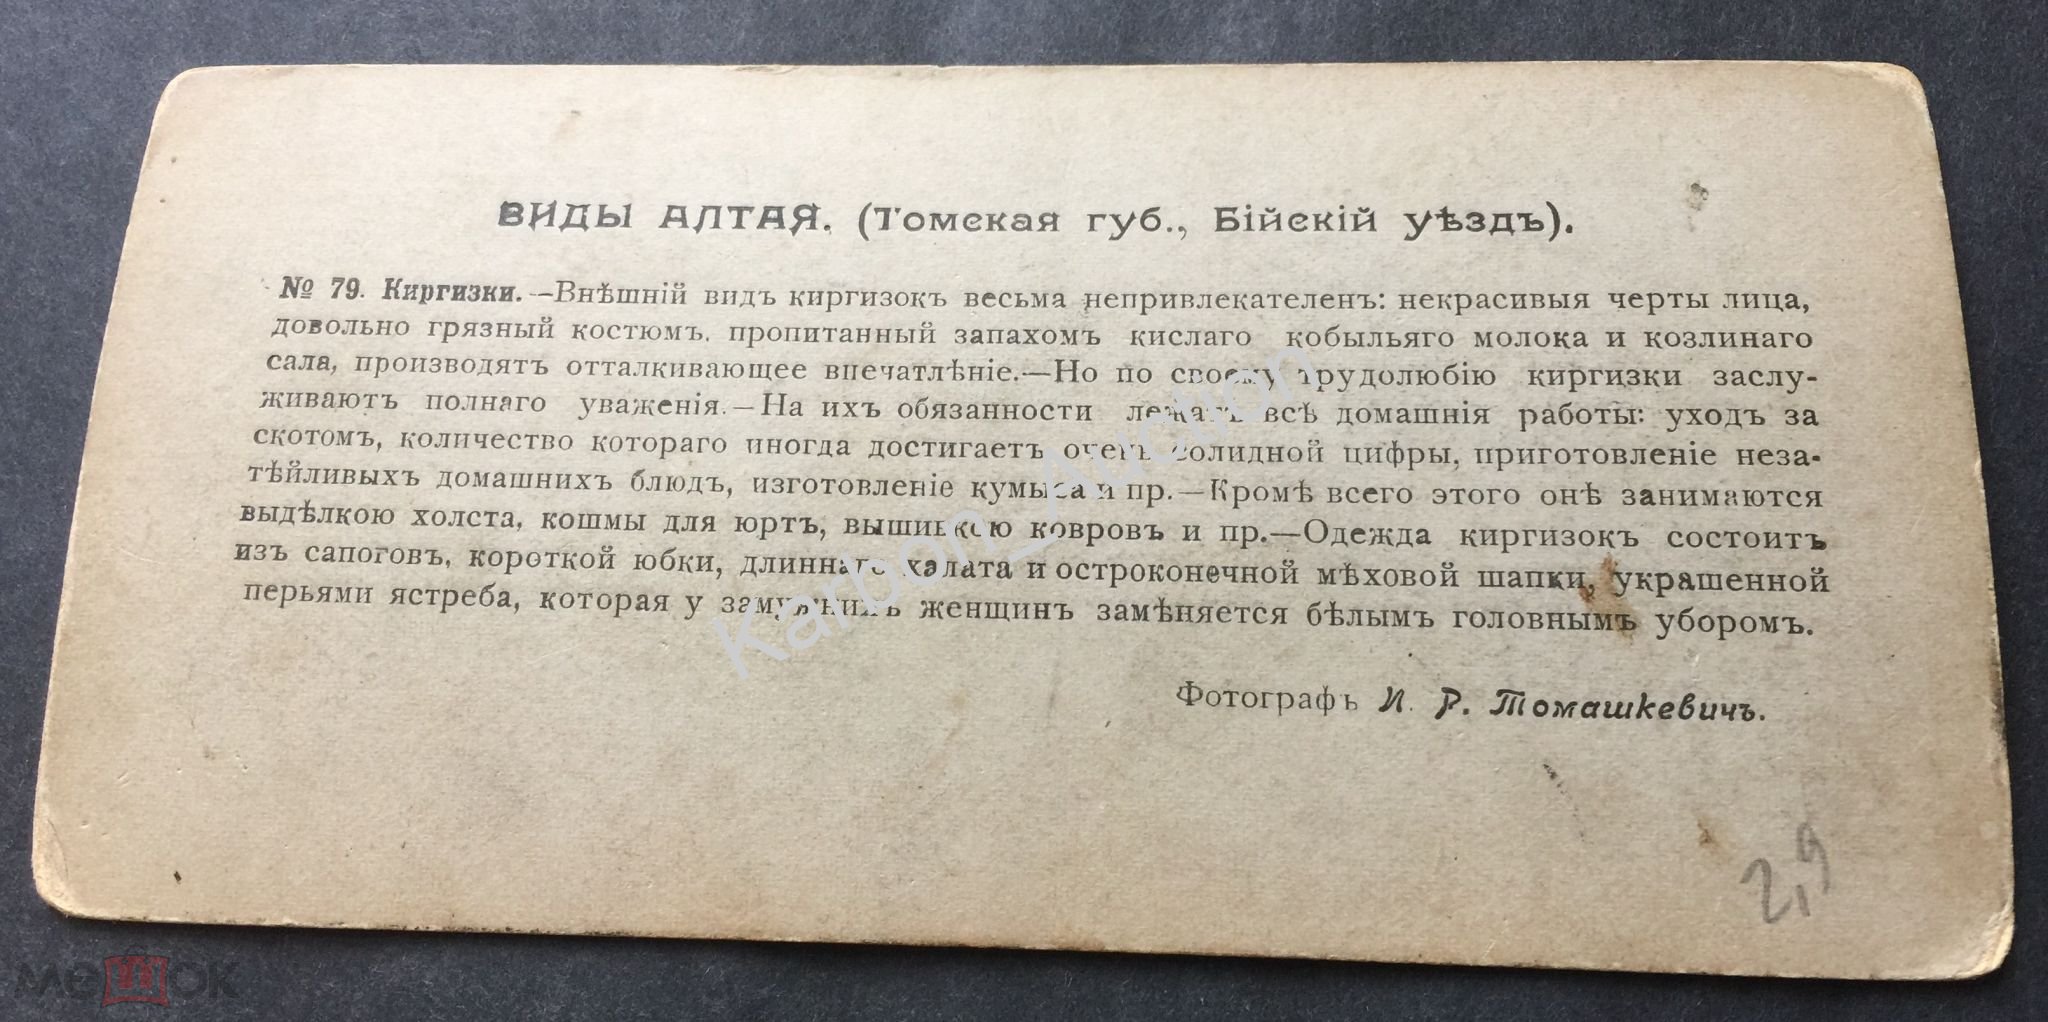 ВИДЫ АЛТАЯ. (Томская губ., Бійскій уѣздъ).
№ 79. Киргизки.—Внѣшній видъ киргизокъ весьма непривлекателенъ: некрасивыя черты лица,
довольно грязный костюмъ, пропитанный запахомъ кислаго кобыльяго молока и козлинаго
сала, производятъ отталкивающее впечатлѣніе.—Но по своему трудолюбію киргизки заслу-
живаютъ полнаго уваженія.—На ихъ обязанности лежатъ всѣ домашнія работы: уходъ за
скотомъ, количество котораго иногда достигаетъ очень солидной цифры, приготовленіе неза-
тѣйливыхъ домашнихъ блюдъ, изготовленіе кумыса и пр.—Кромѣ всего этого онѣ занимаются
выдѣлкою холста, кошмы для юртъ, вышивкою ковровъ и пр.—Одежда киргизокъ состоитъ
изъ сапоговъ, короткой юбки, длиннаго халата и остроконечной мѣховой шапки, украшенной
перьями ястреба, которая у замужнихъ женщинъ замѣняется бѣлымъ головнымъ уборомъ.
Фотографъ И. Р. Томашкевичъ.
2,9
Karbon_Auction
мешок